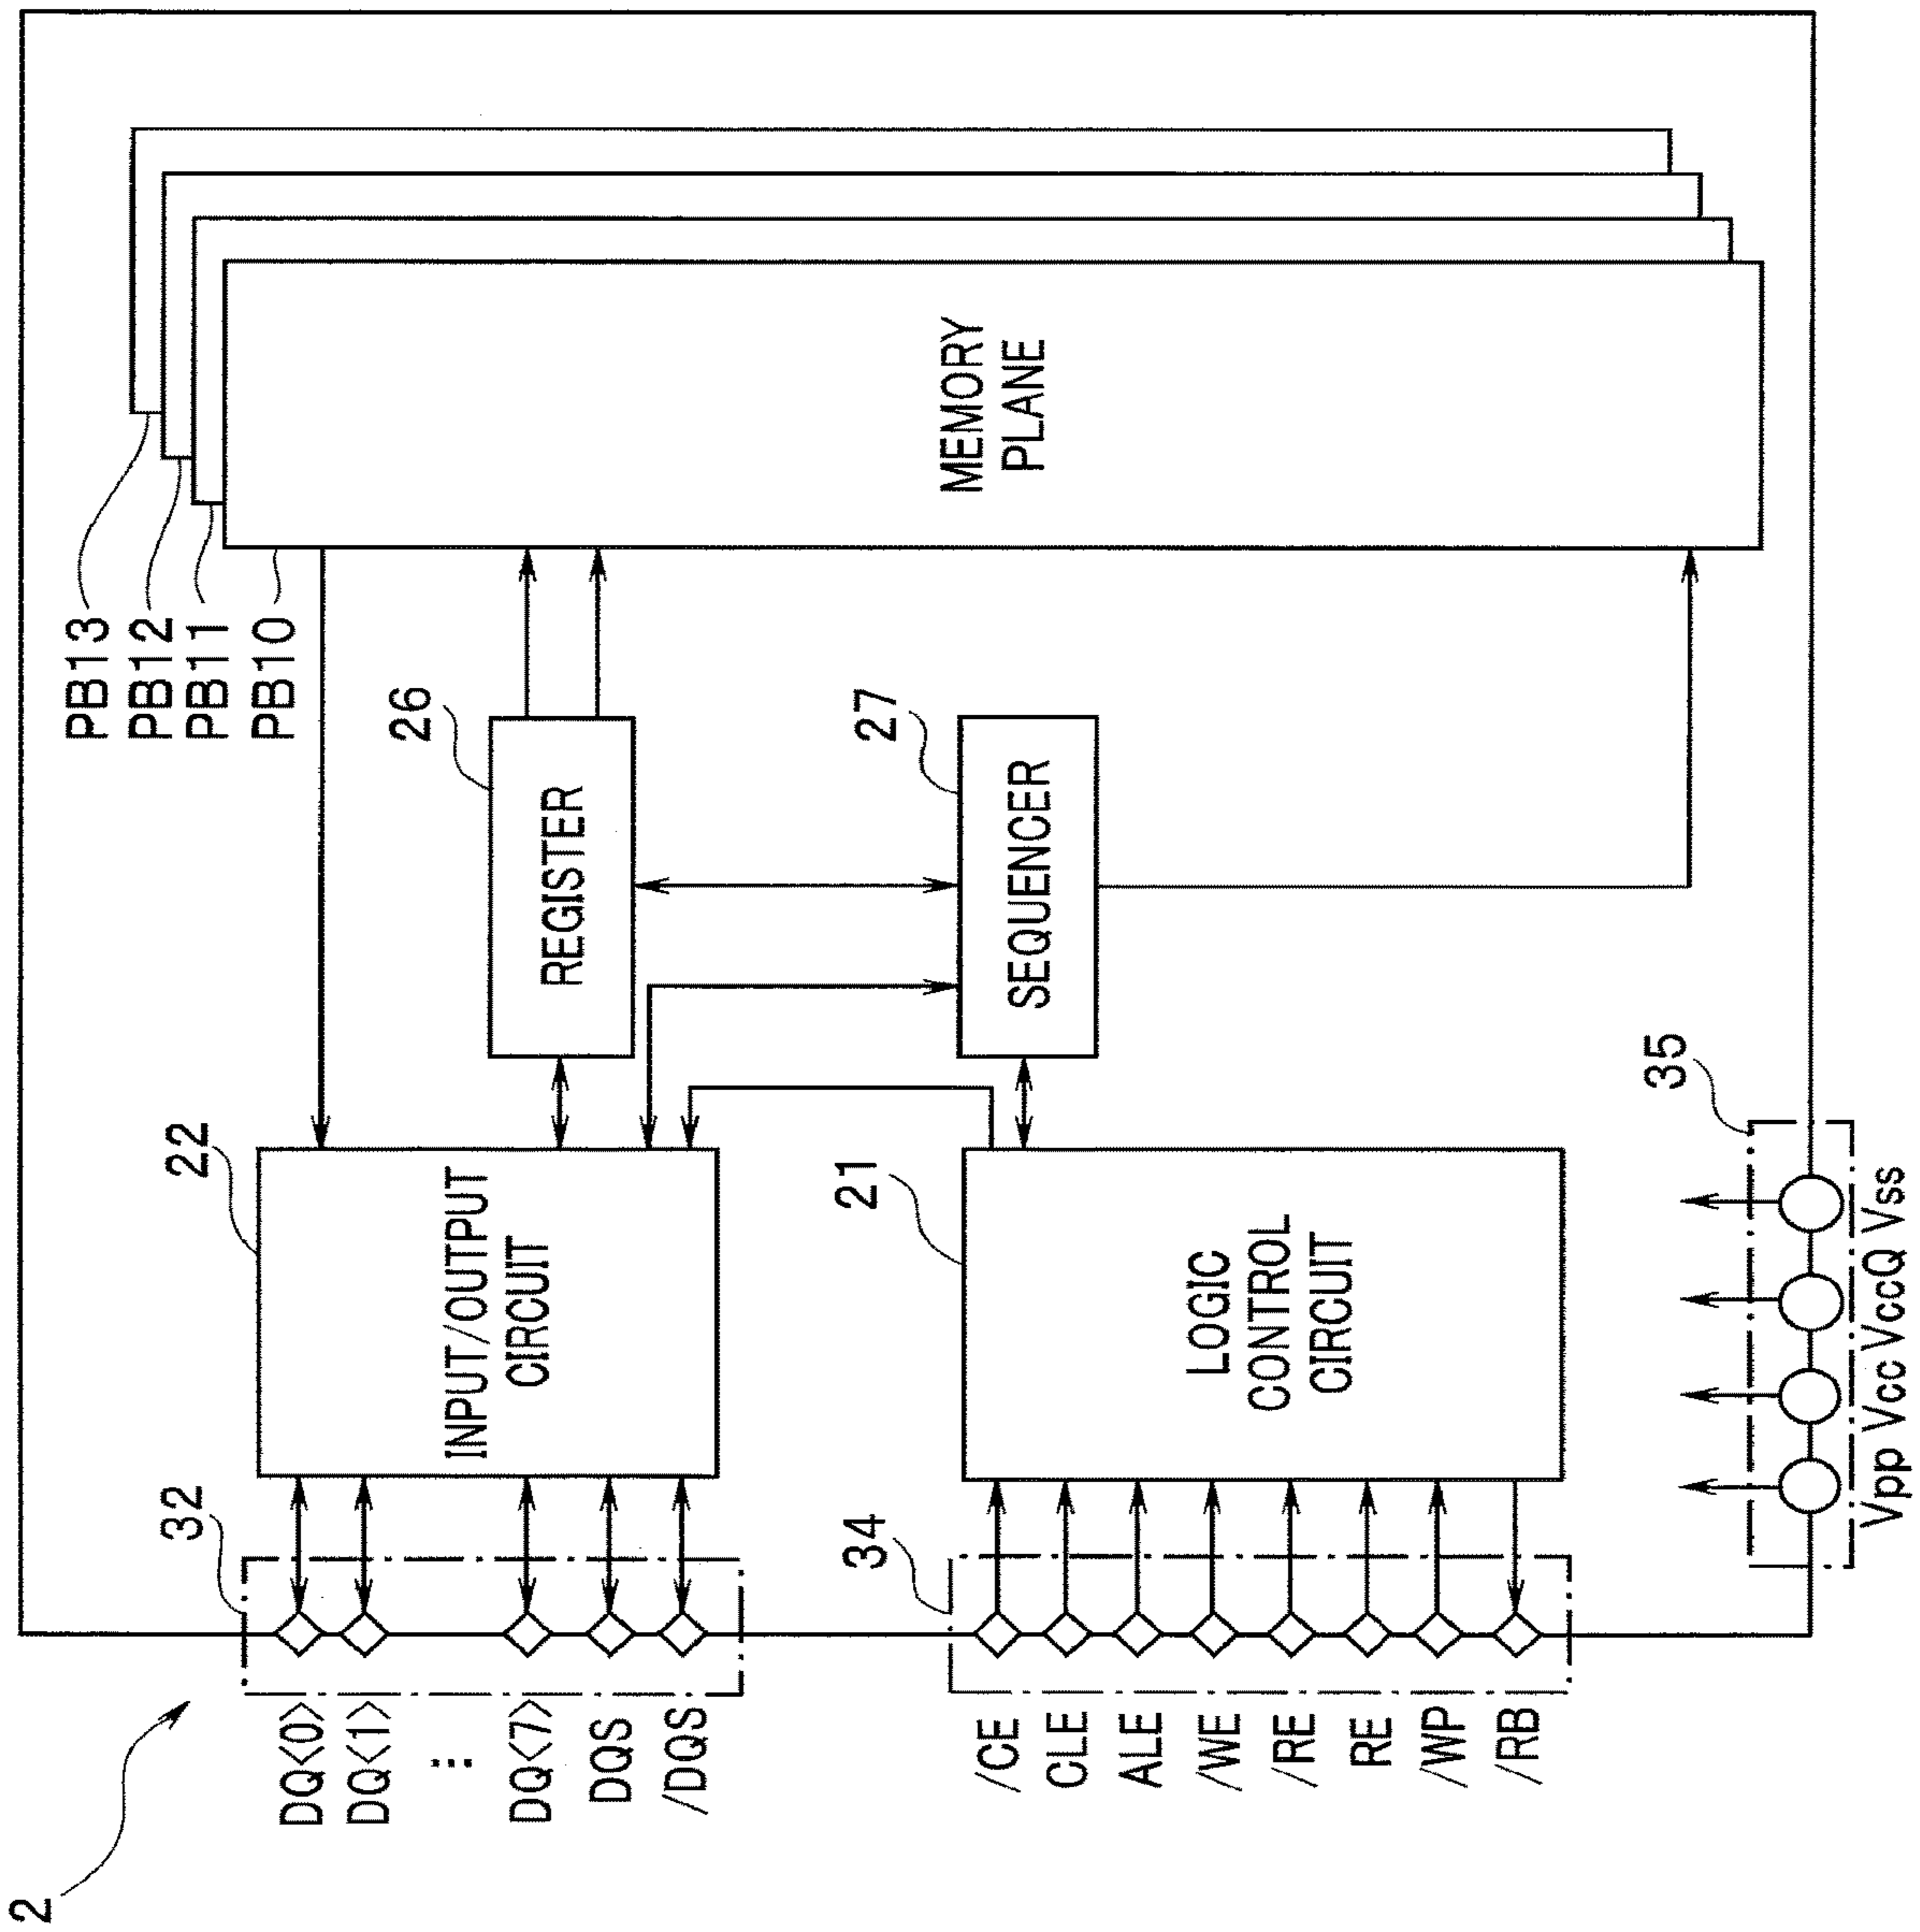 2
32
DQ<0>
DQ<1>
⋮
DQ<7>
DQS
/DQS
22
INPUT/OUTPUT
CIRCUIT
26
REGISTER
PB13
PB12
PB11
PB10
MEMORY
PLANE
34
/CE
CLE
ALE
/WE
/RE
RE
/WP
/RB
21
LOGIC
CONTROL
CIRCUIT
27
SEQUENCER
35
Vpp Vcc VccQ Vss